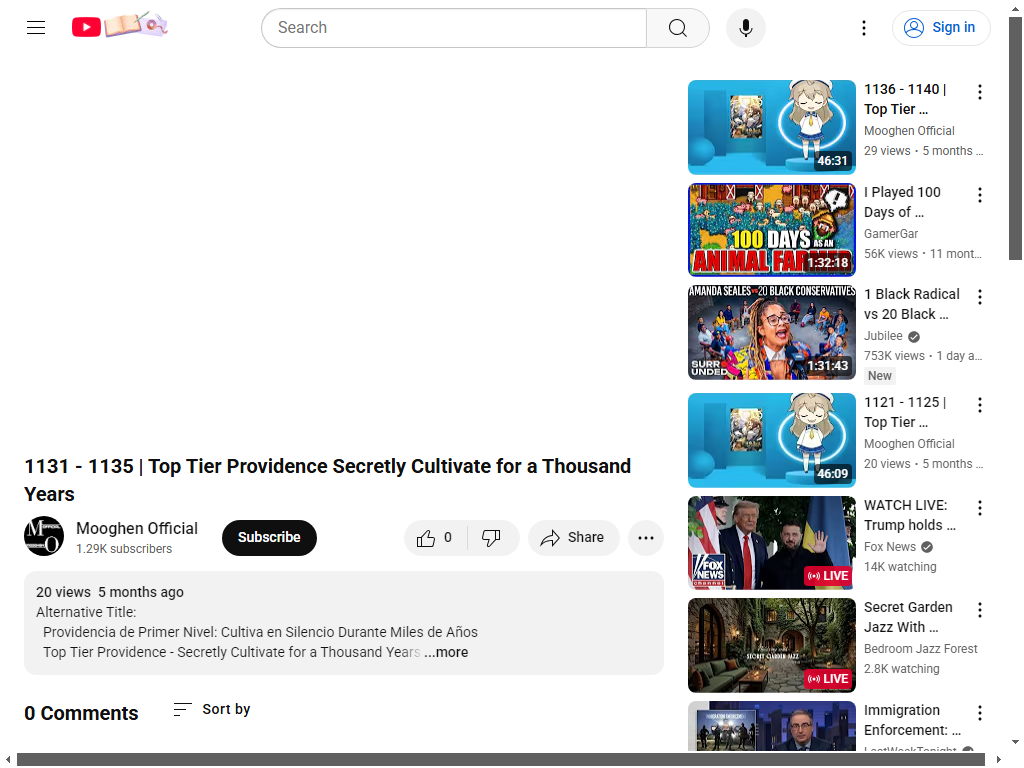 Search
Sign in
1131 - 1135 | Top Tier Providence Secretly Cultivate for a Thousand
Years
Mooghen Official
1.29K subscribers
Subscribe
0
Share
20 views 5 months ago
Alternative Title:
Providencia de Primer Nivel: Cultiva en Silencio Durante Miles de Años
Top Tier Providence - Secretly Cultivate for a Thousand Years ...more
0 Comments
Sort by
46:31
1136 - 1140 |
Top Tier ...
Mooghen Official
29 views • 5 months ...
100 DAYS AS AN
ANIMAL FARMER
1:32:18
I Played 100
Days of ...
GamerGar
56K views • 11 mont...
AMANDA SEALES vs 20 BLACK CONSERVATIVES
SURROUNDED
1:31:43
1 Black Radical
vs 20 Black ...
Jubilee
753K views • 1 day a...
New
46:09
1121 - 1125 |
Top Tier ...
Mooghen Official
20 views • 5 months ...
FOX
NEWS
channel
LIVE
WATCH LIVE:
Trump holds ...
Fox News
14K watching
SECRET GARDEN JAZZ
LIVE
Secret Garden
Jazz With ...
Bedroom Jazz Forest
2.8K watching
IMMIGRATION ENFORCEMENT
Immigration
Enforcement: ...
LastWeekTonight